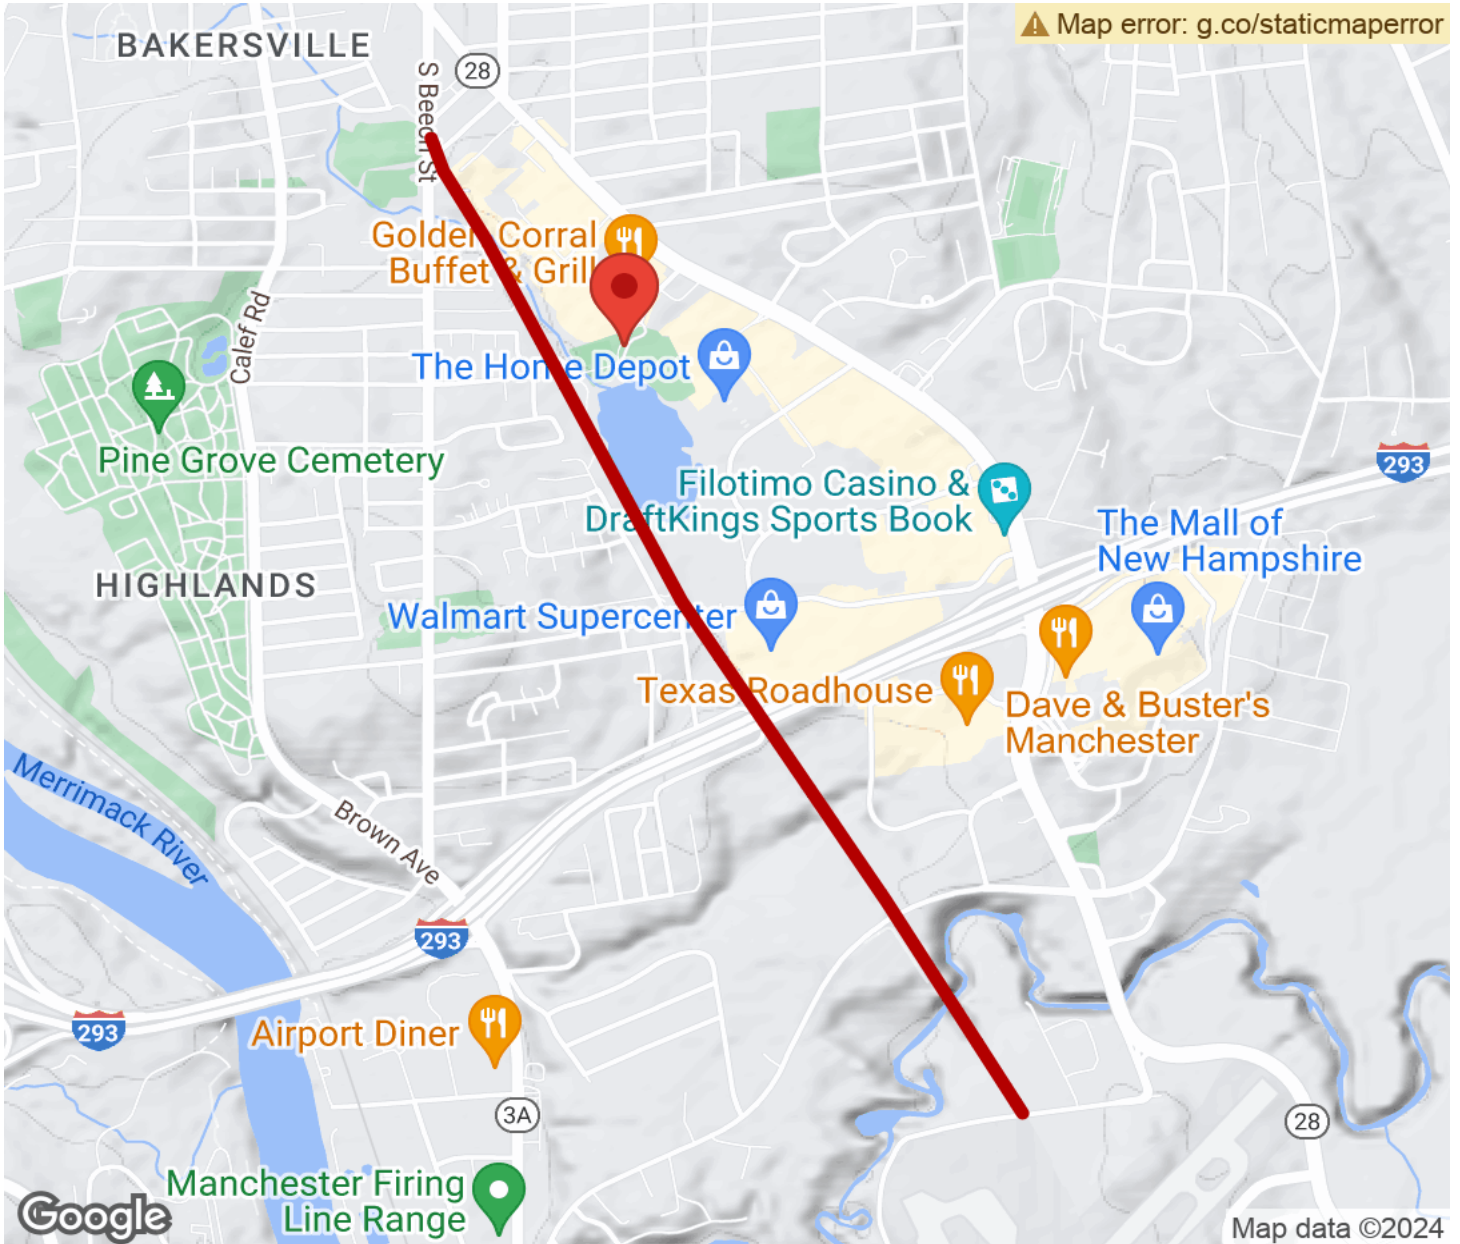 Map error: g.co/staticmaperror
BAKERSVILLE
28
S Beech St
Golden Corral
Buffet & Grill
Calef Rd
The Home Depot
Pine Grove Cemetery
293
Filotimo Casino &
DraftKings Sports Book
The Mall of
New Hampshire
HIGHLANDS
Walmart Supercenter
Texas Roadhouse
Dave & Buster's
Manchester
Merrimack River
Brown Ave
293
293
Airport Diner
3A
28
Manchester Firing
Line Range
Google
Map data ©2024